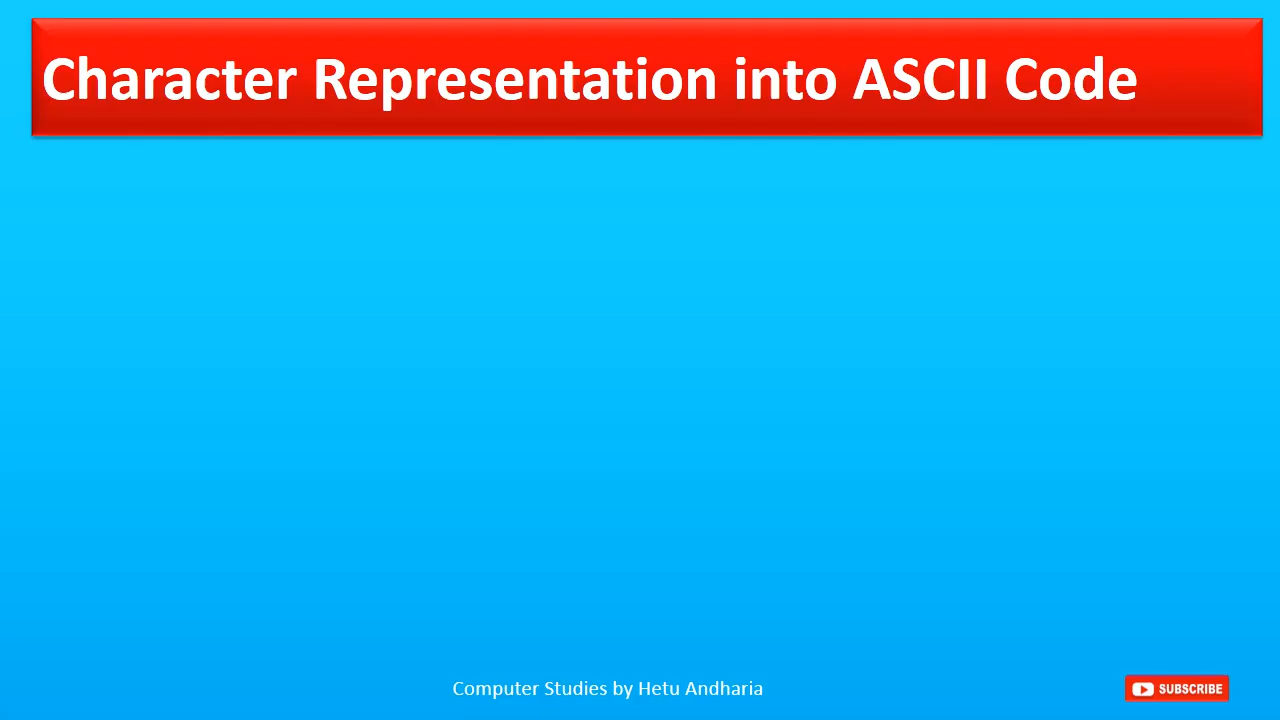 Character Representation into ASCII Code
Computer Studies by Hetu Andharia
SUBSCRIBE